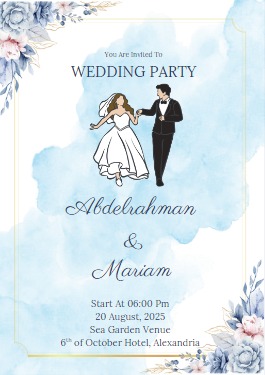 You Are Invited To
WEDDING PARTY
Abdelrahman
&
Mariam
Start At 06:00 Pm
20 August, 2025
Sea Garden Venue
6th of October Hotel, Alexandria